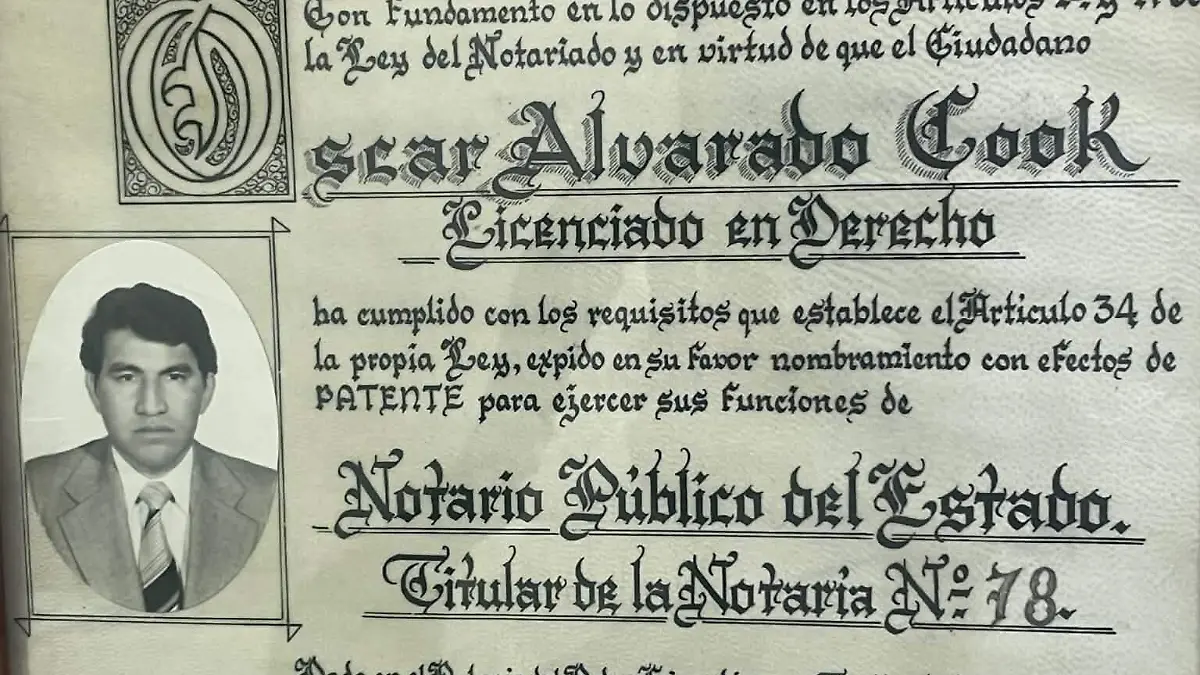 Con fundamento en lo dispuesto en los Artículos
la Ley del Notariado y en virtud de que el Ciudadano
Oscar Alvarado Cook
Licenciado en Derecho
ha cumplido con los requisitos que establece el Artículo 34 de
la propia Ley, expido en su favor nombramiento con efectos de
PATENTE para ejercer sus funciones de
Notario Público del Estado.
Titular de la Notaría Nº 78.